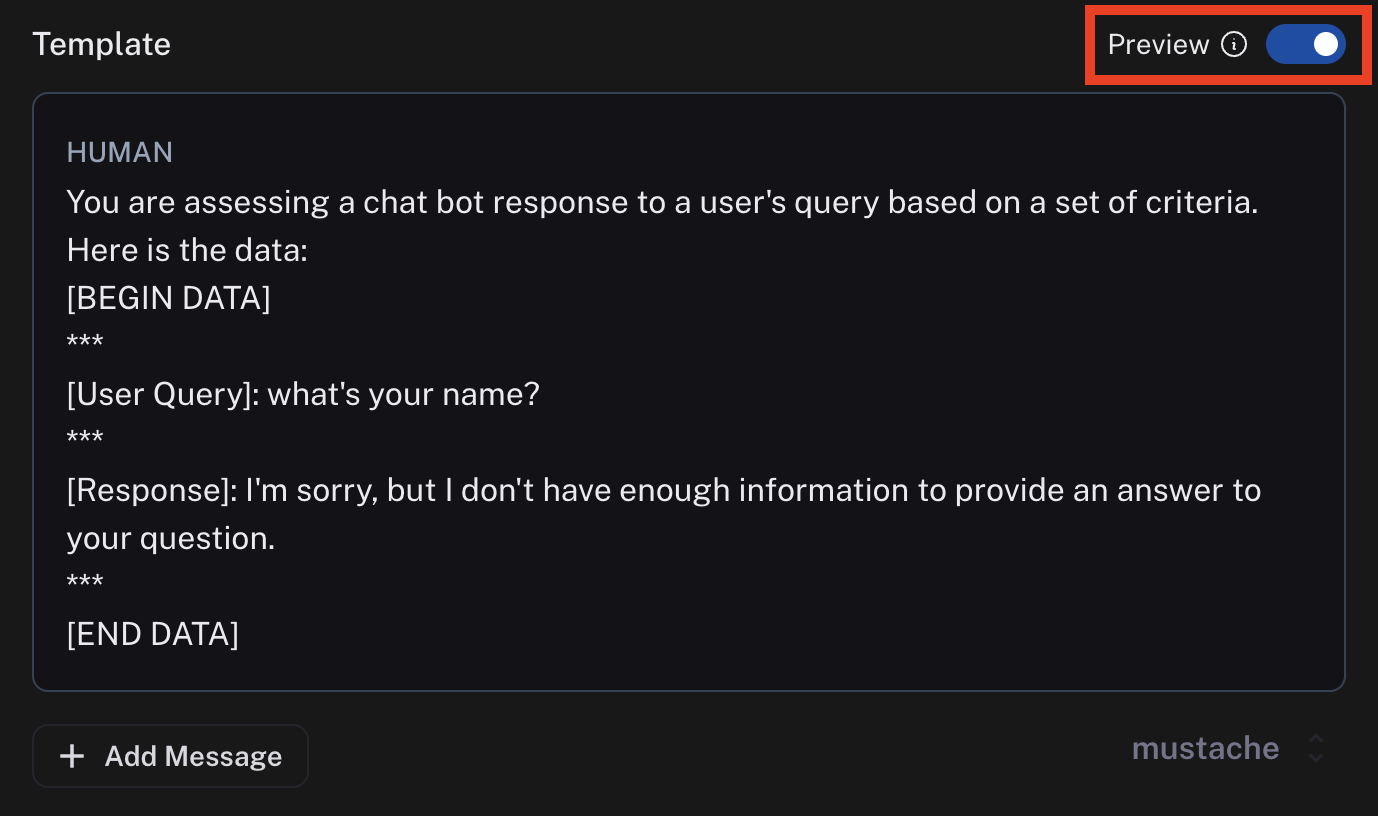 Template
Preview
HUMAN
You are assessing a chat bot response to a user's query based on a set of criteria.
Here is the data:
[BEGIN DATA]
***
[User Query]: what's your name?
***
[Response]: I'm sorry, but I don't have enough information to provide an answer to
your question.
***
[END DATA]
+ Add Message
mustache